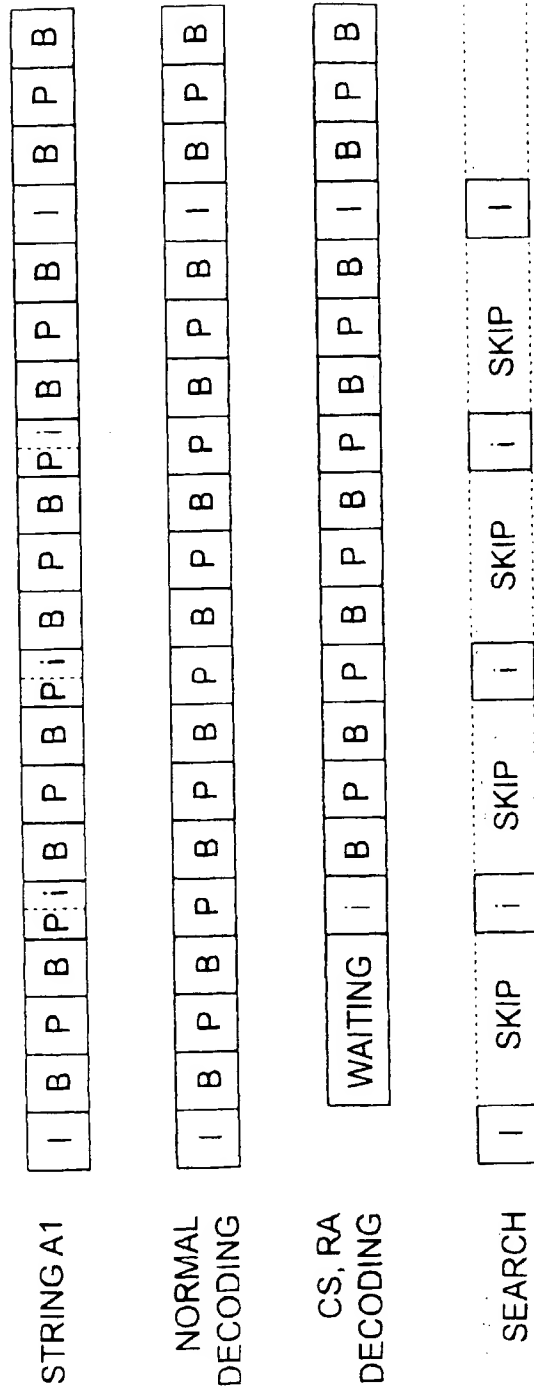 STRING A1 I B P B P i B P B P i B P B P i B P B I B P B
NORMAL
DECODING I B P B P B P B P B P B P B P B I B P B
CS, RA
DECODING WAITING i B P B P B P B P B P B I B P B
SEARCH I SKIP i SKIP i SKIP i SKIP I